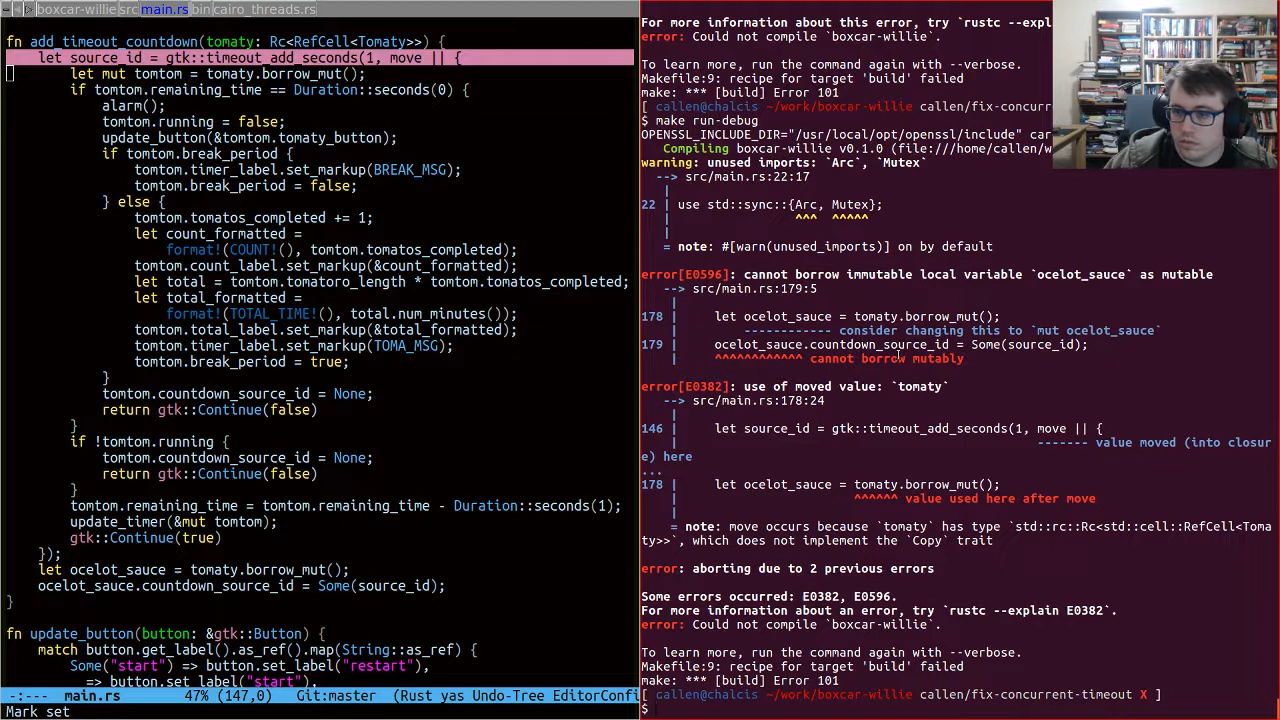 boxcar-willie src main.rs bin cairo_threads.rs
fn add_timeout_countdown(tomaty: Rc<RefCell<Tomaty>>) {
    let source_id = gtk::timeout_add_seconds(1, move || {
        let mut tomtom = tomaty.borrow_mut();
        if tomtom.remaining_time == Duration::seconds(0) {
            alarm();
            tomtom.running = false;
            update_button(&tomtom.tomaty_button);
            if tomtom.break_period {
                tomtom.timer_label.set_markup(BREAK_MSG);
                tomtom.break_period = false;
            } else {
                tomtom.tomatos_completed += 1;
                let count_formatted =
                    format!(COUNT!(), tomtom.tomatos_completed);
                tomtom.count_label.set_markup(&count_formatted);
                let total = tomtom.tomatoro_length * tomtom.tomatos_completed;
                let total_formatted =
                    format!(TOTAL_TIME!(), total.num_minutes());
                tomtom.total_label.set_markup(&total_formatted);
                tomtom.timer_label.set_markup(TOMA_MSG);
                tomtom.break_period = true;
            }
            tomtom.countdown_source_id = None;
            return gtk::Continue(false)
        }
        if !tomtom.running {
            tomtom.countdown_source_id = None;
            return gtk::Continue(false)
        }
        tomtom.remaining_time = tomtom.remaining_time - Duration::seconds(1);
        update_timer(&mut tomtom);
        gtk::Continue(true)
    });
    let ocelot_sauce = tomaty.borrow_mut();
    ocelot_sauce.countdown_source_id = Some(source_id);
}
fn update_button(button: &gtk::Button) {
    match button.get_label().as_ref().map(String::as_ref) {
        Some("start") => button.set_label("restart"),
        _ => button.set_label("start"),
-:--- main.rs 47% (147,0) Git:master (Rust yas Undo-Tree EditorConfi
Mark set
For more information about this error, try `rustc --expl
error: Could not compile `boxcar-willie`.
To learn more, run the command again with --verbose.
Makefile:9: recipe for target 'build' failed
make: *** [build] Error 101
[ callen@chalcis ~/work/boxcar-willie callen/fix-concurr
$ make run-debug
OPENSSL_INCLUDE_DIR="/usr/local/opt/openssl/include" car
Compiling boxcar-willie v0.1.0 (file:///home/callen/w
warning: unused imports: `Arc`, `Mutex`
--> src/main.rs:22:17
|
22 | use std::sync::{Arc, Mutex};
| ^^^ ^^^^^
|
= note: #[warn(unused_imports)] on by default
error[E0596]: cannot borrow immutable local variable `ocelot_sauce` as mutable
--> src/main.rs:179:5
|
178 | let ocelot_sauce = tomaty.borrow_mut();
| ------------ consider changing this to `mut ocelot_sauce`
179 | ocelot_sauce.countdown_source_id = Some(source_id);
| ^^^^^^^^^^^^ cannot borrow mutably
error[E0382]: use of moved value: `tomaty`
--> src/main.rs:178:24
|
146 | let source_id = gtk::timeout_add_seconds(1, move || {
| ------- value moved (into closur
e) here
...
178 | let ocelot_sauce = tomaty.borrow_mut();
| ^^^^^^ value used here after move
|
= note: move occurs because `tomaty` has type `std::rc::Rc<std::cell::RefCell<Toma
ty>>`, which does not implement the `Copy` trait
error: aborting due to 2 previous errors
Some errors occurred: E0382, E0596.
For more information about an error, try `rustc --explain E0382`.
error: Could not compile `boxcar-willie`.
To learn more, run the command again with --verbose.
Makefile:9: recipe for target 'build' failed
make: *** [build] Error 101
[ callen@chalcis ~/work/boxcar-willie callen/fix-concurrent-timeout X ]
$